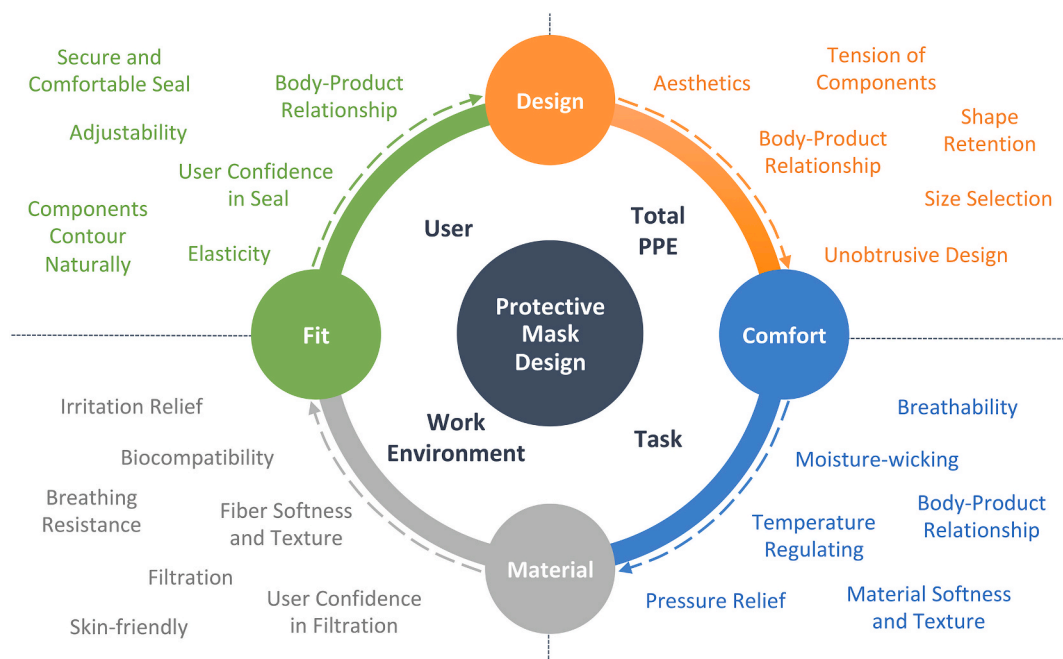 Secure and
Comfortable Seal
Adjustability
Body-Product
Relationship
User Confidence
in Seal
Components
Contour
Naturally
Elasticity
Design
Aesthetics
Tension of
Components
Shape
Retention
Body-Product
Relationship
Size Selection
Unobtrusive Design
User
Total
PPE
Fit
Protective
Mask
Design
Comfort
Work
Environment
Task
Irritation Relief
Biocompatibility
Breathing
Resistance
Fiber Softness
and Texture
Filtration
User Confidence
in Filtration
Skin-friendly
Material
Breathability
Moisture-wicking
Body-Product
Relationship
Temperature
Regulating
Pressure Relief
Material Softness
and Texture